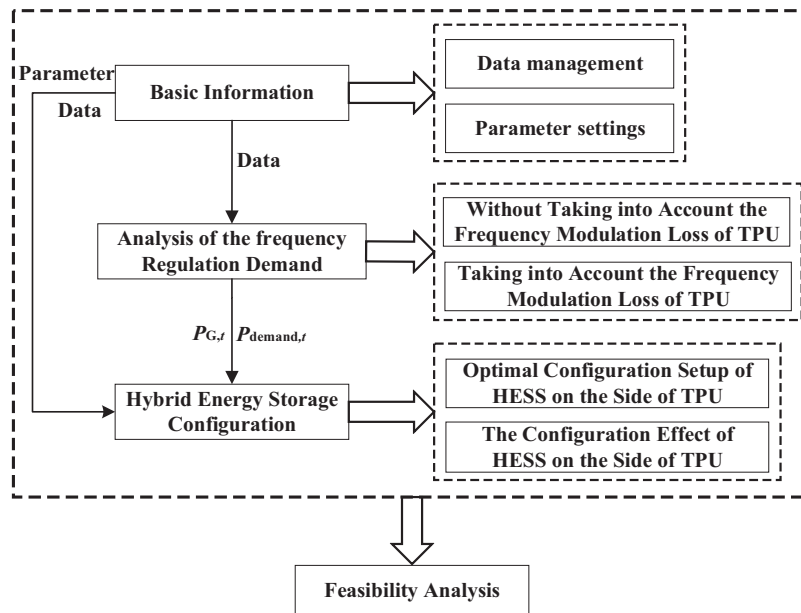 Parameter
Data
Basic Information
Data management
Parameter settings
Data
Analysis of the frequency
Regulation Demand
Without Taking into Account the
Frequency Modulation Loss of TPU
Taking into Account the Frequency
Modulation Loss of TPU
PG,t Pdemand,t
Hybrid Energy Storage
Configuration
Optimal Configuration Setup of
HESS on the Side of TPU
The Configuration Effect of
HESS on the Side of TPU
Feasibility Analysis